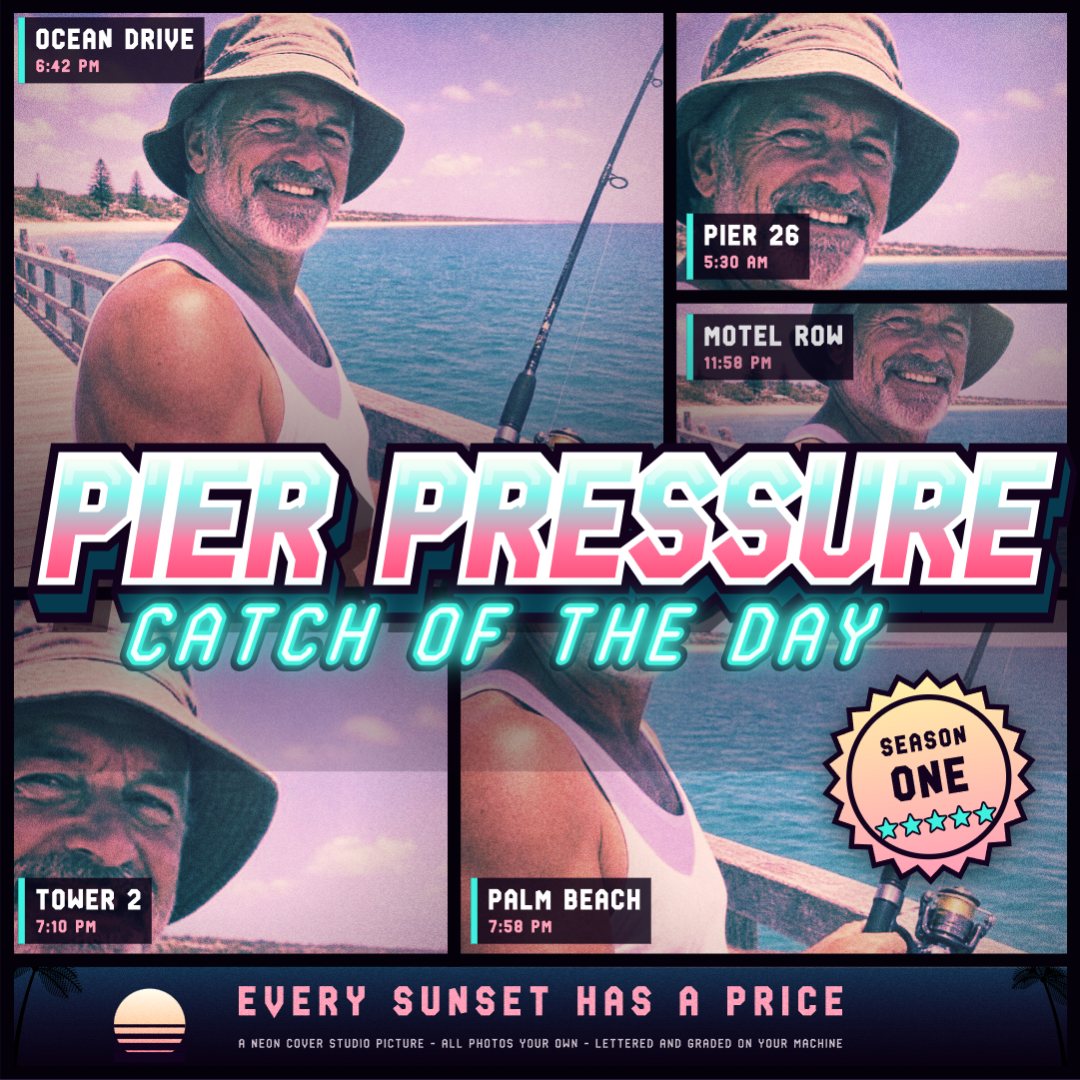 OCEAN DRIVE
6:42 PM
PIER 26
5:30 AM
MOTEL ROW
11:58 PM
PIER PRESSURE
CATCH OF THE DAY
SEASON
ONE
TOWER 2
7:10 PM
PALM BEACH
7:58 PM
EVERY SUNSET HAS A PRICE
A NEON COVER STUDIO PICTURE - ALL PHOTOS YOUR OWN - LETTERED AND GRADED ON YOUR MACHINE